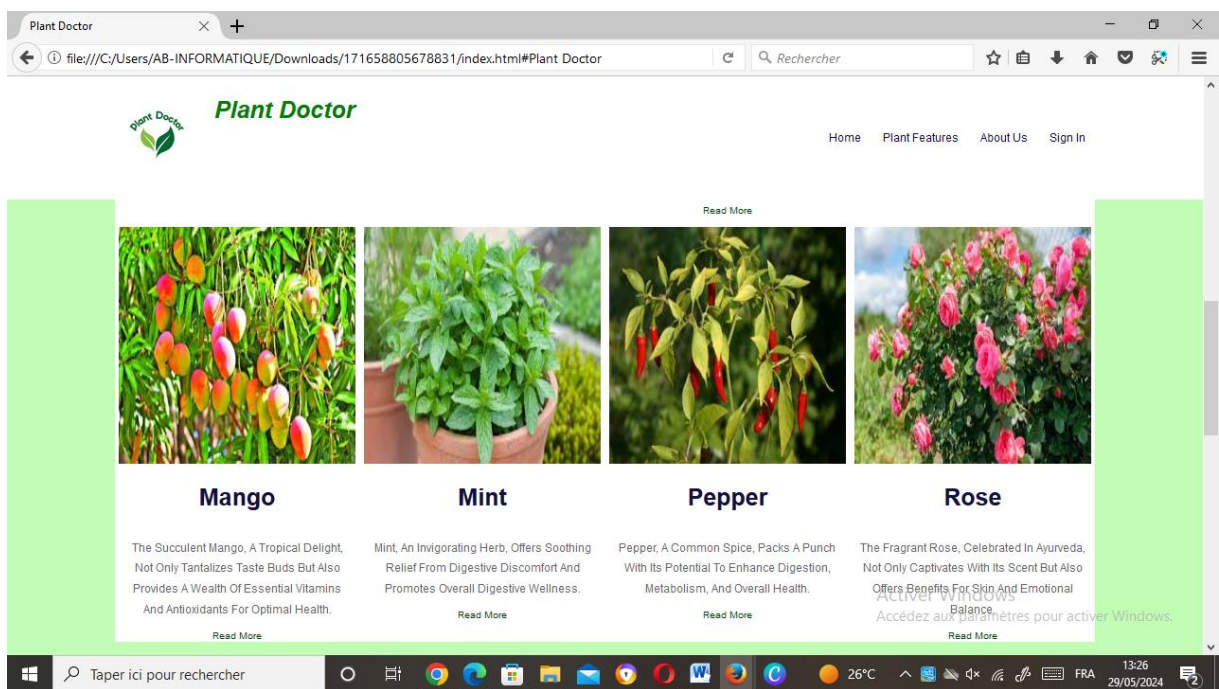 Plant Doctor
file:///C:/Users/AB-INFORMATIQUE/Downloads/171658805678831/index.html#Plant Doctor
Rechercher
Plant Doctor
Plant Doctor
Home Plant Features About Us Sign In
Read More
Mango
The Succulent Mango, A Tropical Delight,
Not Only Tantalizes Taste Buds But Also
Provides A Wealth Of Essential Vitamins
And Antioxidants For Optimal Health.
Read More
Mint
Mint, An Invigorating Herb, Offers Soothing
Relief From Digestive Discomfort And
Promotes Overall Digestive Wellness.
Read More
Pepper
Pepper, A Common Spice, Packs A Punch
With Its Potential To Enhance Digestion,
Metabolism, And Overall Health.
Read More
Rose
The Fragrant Rose, Celebrated In Ayurveda,
Not Only Captivates With Its Scent But Also
Offers Benefits For Skin And Emotional
Balance.
Read More
Activer Windows
Accédez aux paramètres pour activer Windows.
Taper ici pour rechercher
26°C
FRA
13:26
29/05/2024
2